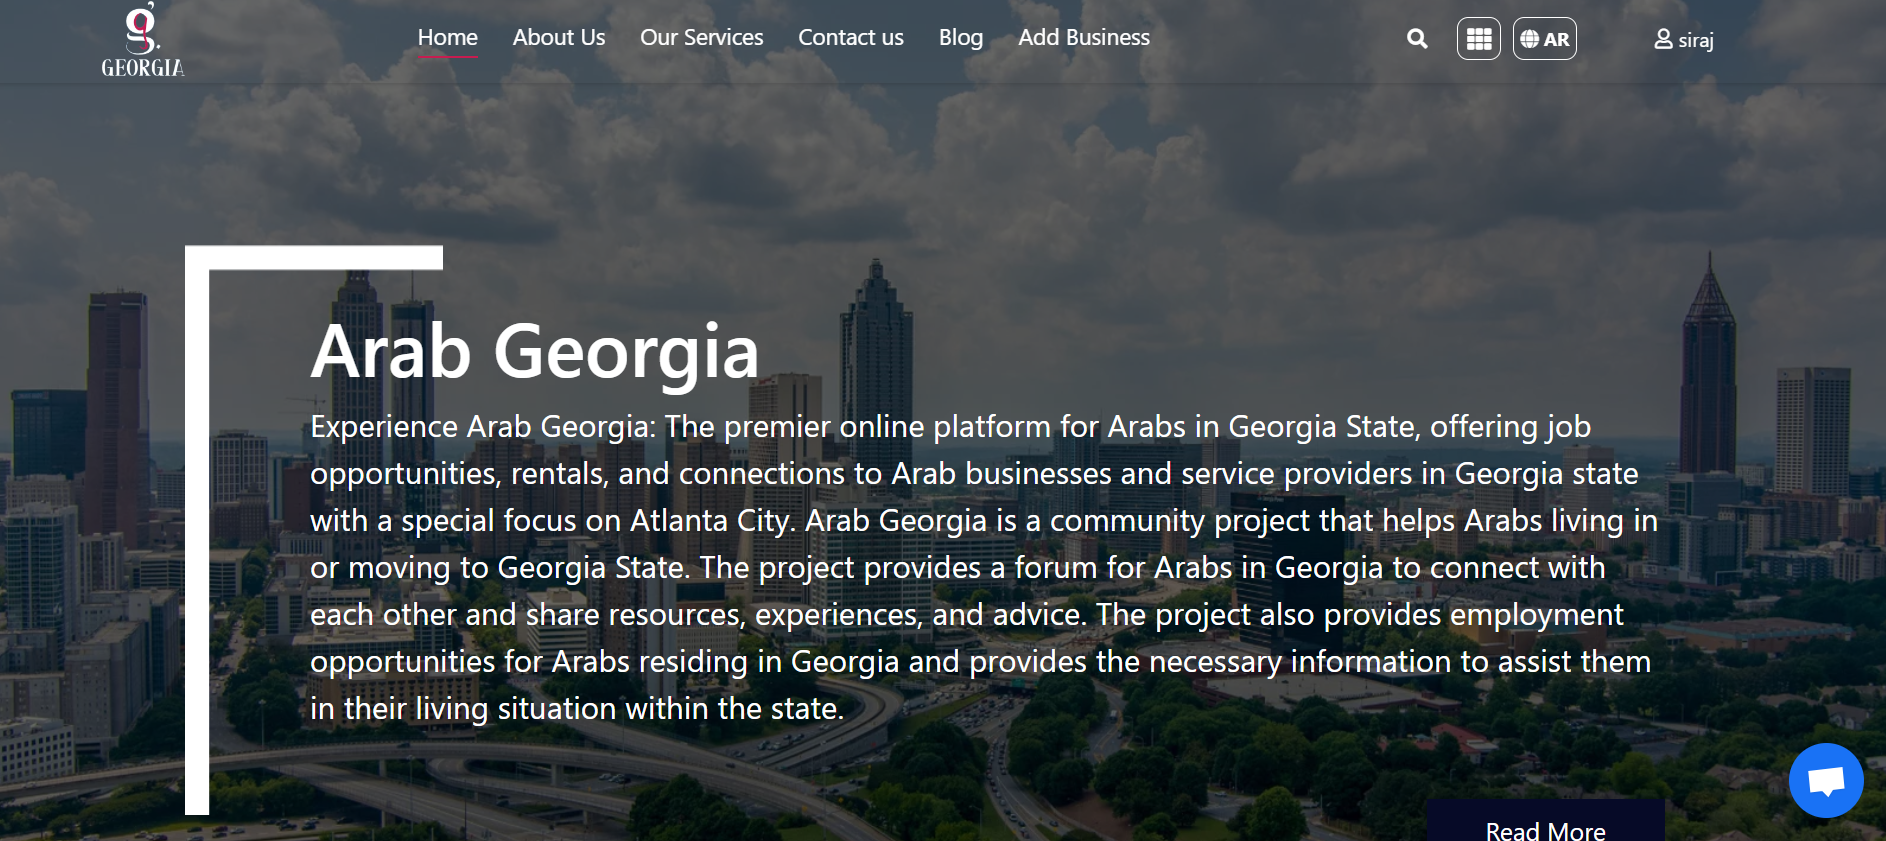 g.
GEORGIA
Home About Us Our Services Contact us Blog Add Business
AR
siraj
Arab Georgia
Experience Arab Georgia: The premier online platform for Arabs in Georgia State, offering job
opportunities, rentals, and connections to Arab businesses and service providers in Georgia state
with a special focus on Atlanta City. Arab Georgia is a community project that helps Arabs living in
or moving to Georgia State. The project provides a forum for Arabs in Georgia to connect with
each other and share resources, experiences, and advice. The project also provides employment
opportunities for Arabs residing in Georgia and provides the necessary information to assist them
in their living situation within the state.
Read More